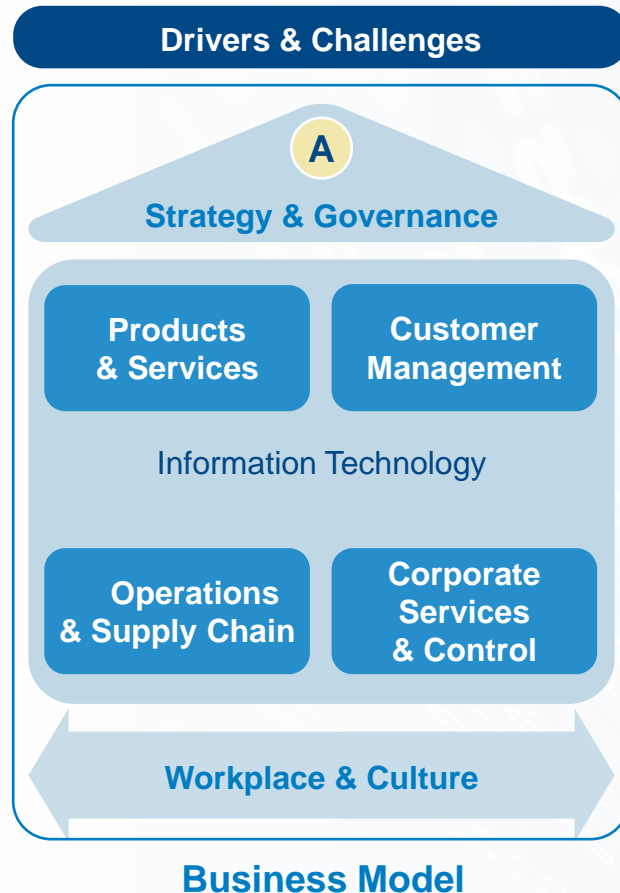 Drivers & Challenges
A
Strategy & Governance
Products
& Services
Customer
Management
Information Technology
Operations
& Supply Chain
Corporate
Services
& Control
Workplace & Culture
Business Model